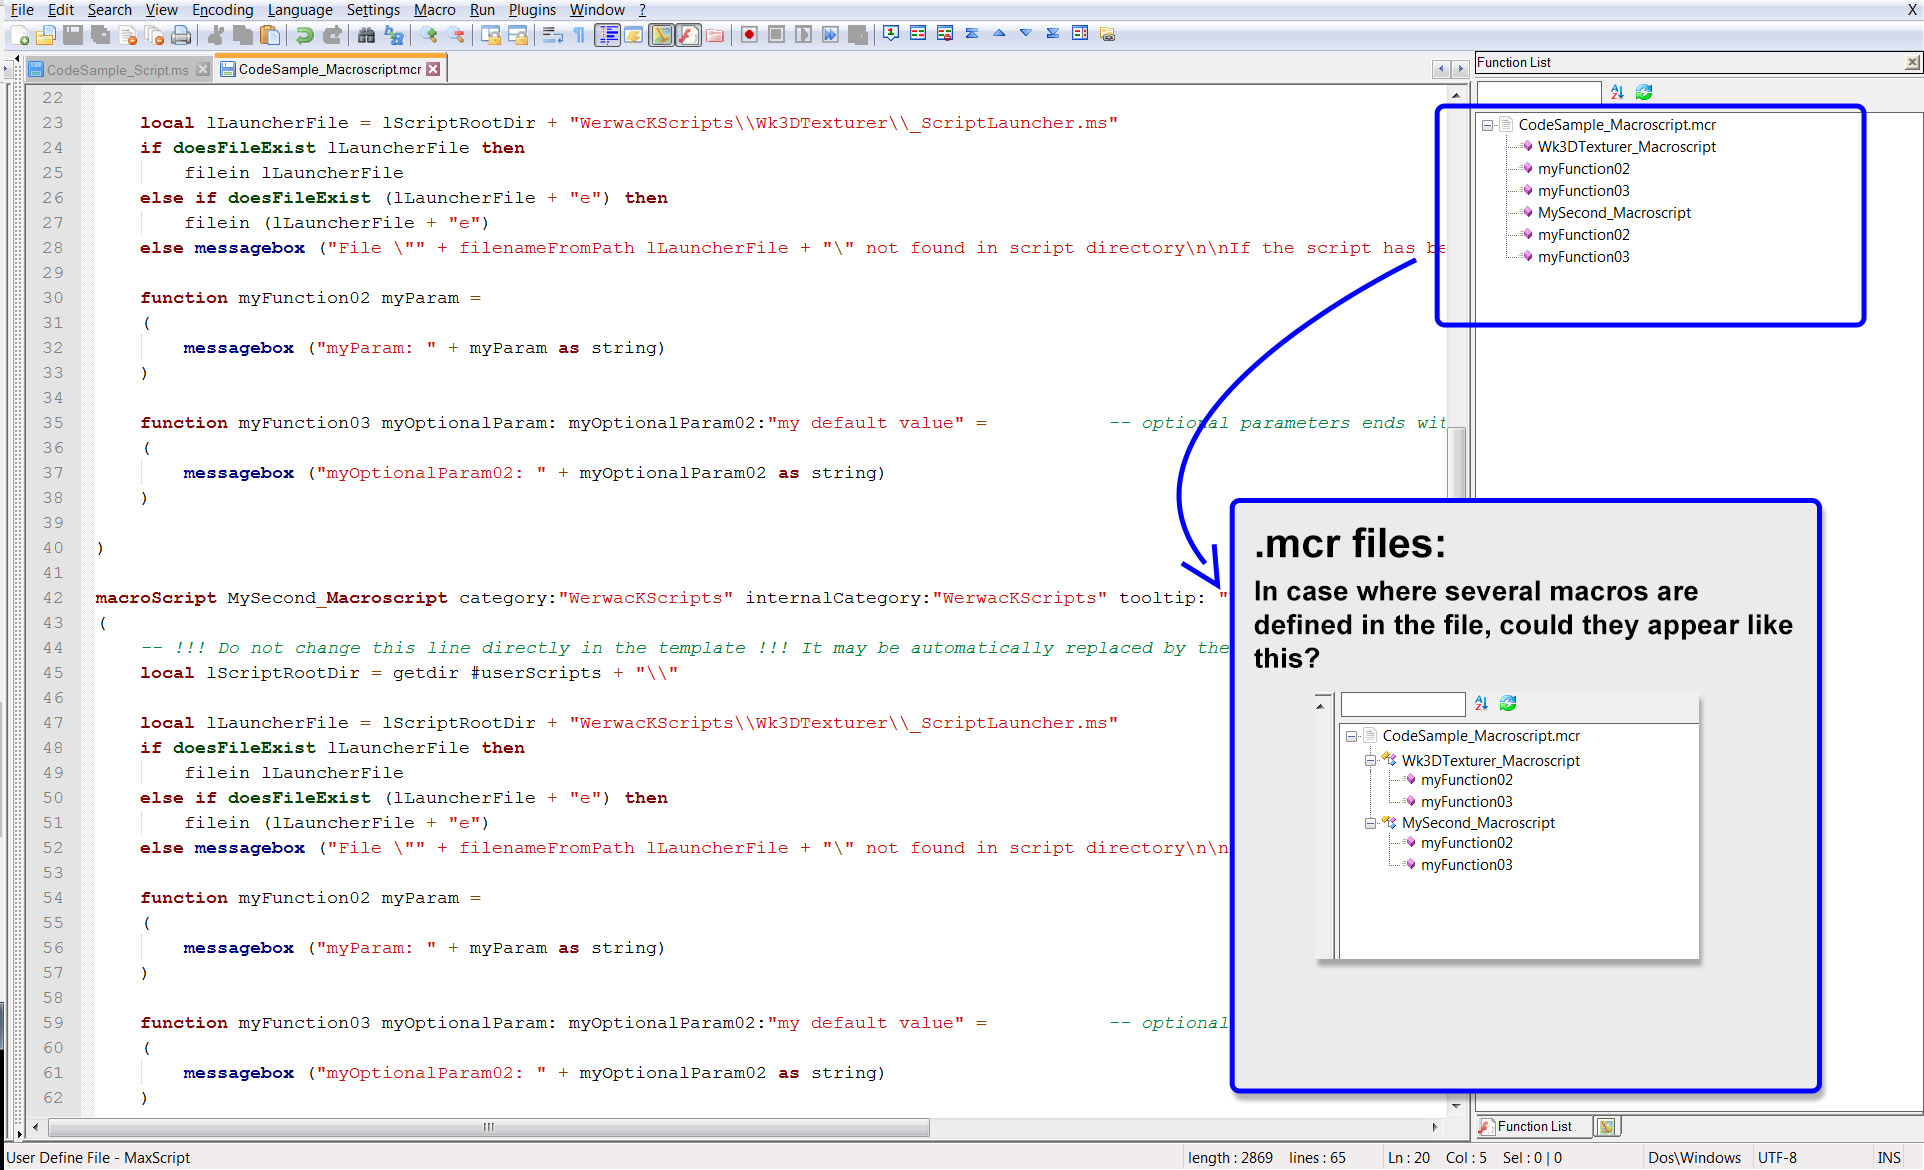 File Edit Search View Encoding Language Settings Macro Run Plugins Window ? X
CodeSample_Script.ms CodeSample_Macroscript.mcr
22
23 local lLauncherFile = lScriptRootDir + "WerwacKScripts\\Wk3DTexturer\\_ScriptLauncher.ms"
24 if doesFileExist lLauncherFile then
25 filein lLauncherFile
26 else if doesFileExist (lLauncherFile + "e") then
27 filein (lLauncherFile + "e")
28 else messagebox ("File \"" + filenameFromPath lLauncherFile + "\" not found in script directory\n\nIf the script has be
29
30 function myFunction02 myParam =
31 (
32 messagebox ("myParam: " + myParam as string)
33 )
34
35 function myFunction03 myOptionalParam: myOptionalParam02:"my default value" = -- optional parameters ends wit
36 (
37 messagebox ("myOptionalParam02: " + myOptionalParam02 as string)
38 )
39
40 )
41
42 macroScript MySecond_Macroscript category:"WerwacKScripts" internalCategory:"WerwacKScripts" tooltip: "
43 (
44 -- !!! Do not change this line directly in the template !!! It may be automatically replaced by the
45 local lScriptRootDir = getdir #userScripts + "\\"
46
47 local lLauncherFile = lScriptRootDir + "WerwacKScripts\\Wk3DTexturer\\_ScriptLauncher.ms"
48 if doesFileExist lLauncherFile then
49 filein lLauncherFile
50 else if doesFileExist (lLauncherFile + "e") then
51 filein (lLauncherFile + "e")
52 else messagebox ("File \"" + filenameFromPath lLauncherFile + "\" not found in script directory\n\n
53
54 function myFunction02 myParam =
55 (
56 messagebox ("myParam: " + myParam as string)
57 )
58
59 function myFunction03 myOptionalParam: myOptionalParam02:"my default value" = -- optional
60 (
61 messagebox ("myOptionalParam02: " + myOptionalParam02 as string)
62 )
Function List
CodeSample_Macroscript.mcr
Wk3DTexturer_Macroscript
myFunction02
myFunction03
MySecond_Macroscript
myFunction02
myFunction03
.mcr files:
In case where several macros are
defined in the file, could they appear like
this?
CodeSample_Macroscript.mcr
Wk3DTexturer_Macroscript
myFunction02
myFunction03
MySecond_Macroscript
myFunction02
myFunction03
Function List
User Define File - MaxScript length : 2869 lines : 65 Ln : 20 Col : 5 Sel : 0 | 0 Dos\Windows UTF-8 INS